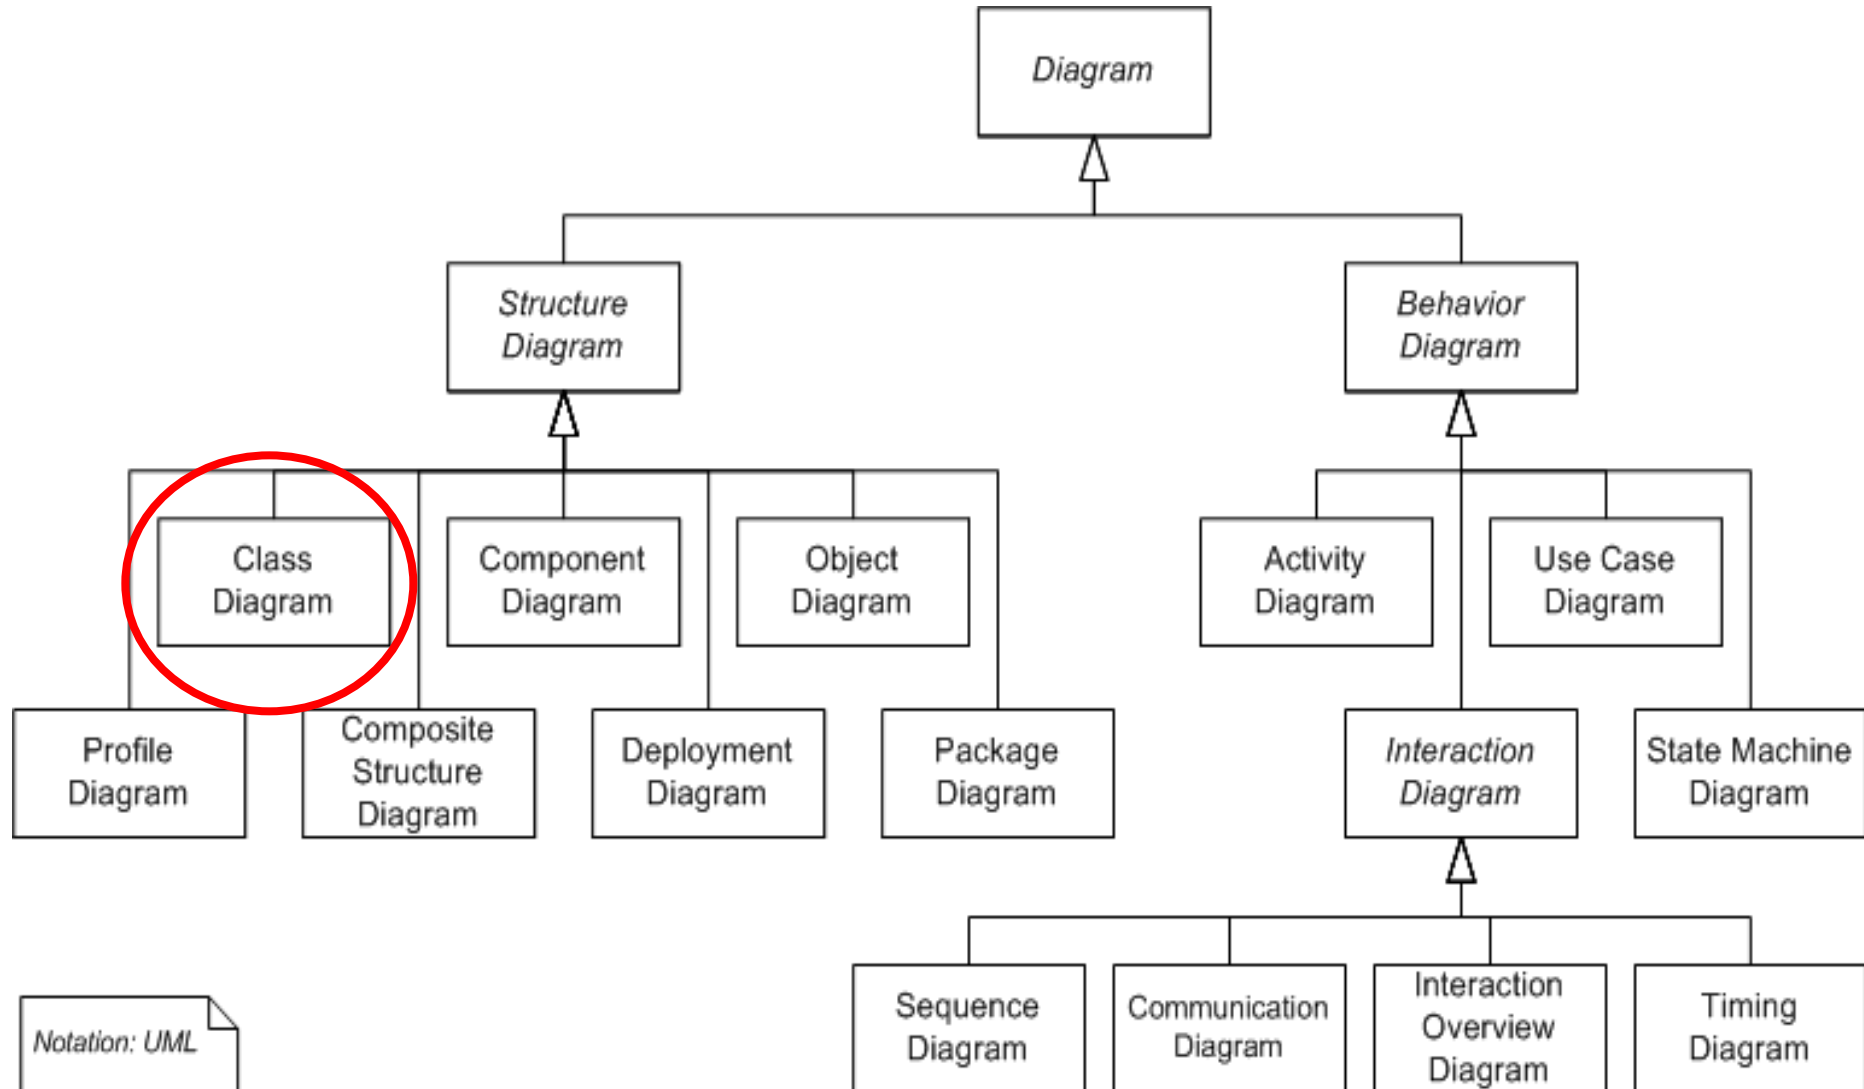 Diagram
Structure
Diagram
Behavior
Diagram
Class
Diagram
Component
Diagram
Object
Diagram
Activity
Diagram
Use Case
Diagram
Profile
Diagram
Composite
Structure
Diagram
Deployment
Diagram
Package
Diagram
Interaction
Diagram
State Machine
Diagram
Sequence
Diagram
Communication
Diagram
Interaction
Overview
Diagram
Timing
Diagram
Notation: UML